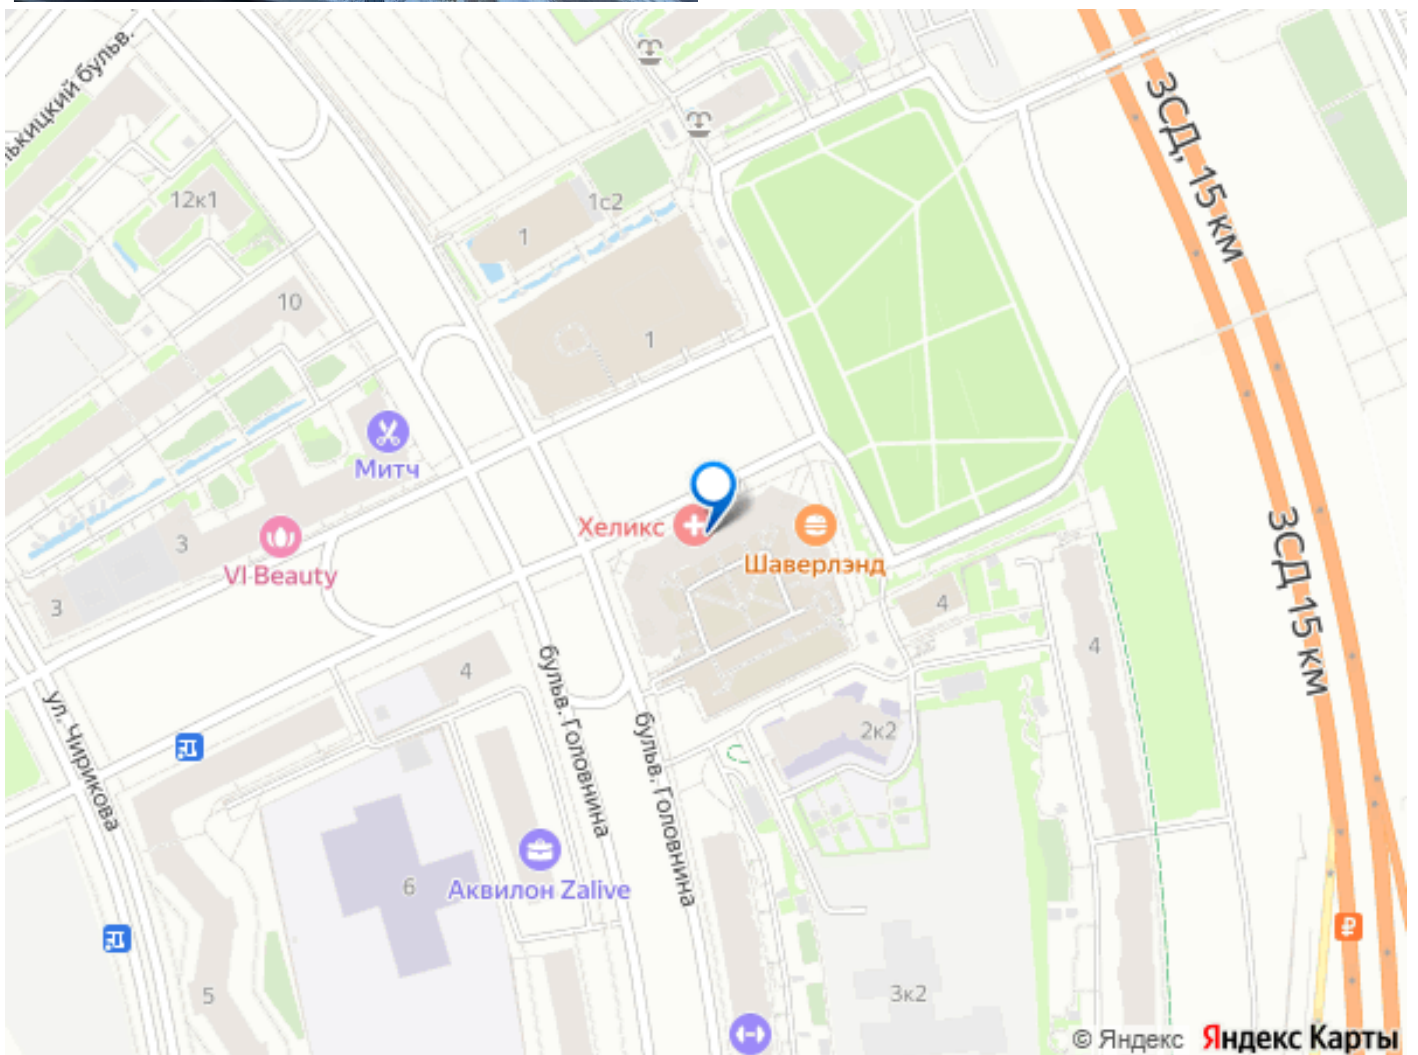 ькицкий бульв.
12к1
1с2
1
ЗСД, 15 км
10
1
Митч
Хеликс
Шаверлэнд
3
VI Beauty
3
4
4
ЗСД 15 км
4
бульв. Головнина
ул. Чирикова
бульв. Головнина
2к2
Аквилон Zalive
6
5
3к2
© Яндекс Яндекс Карты